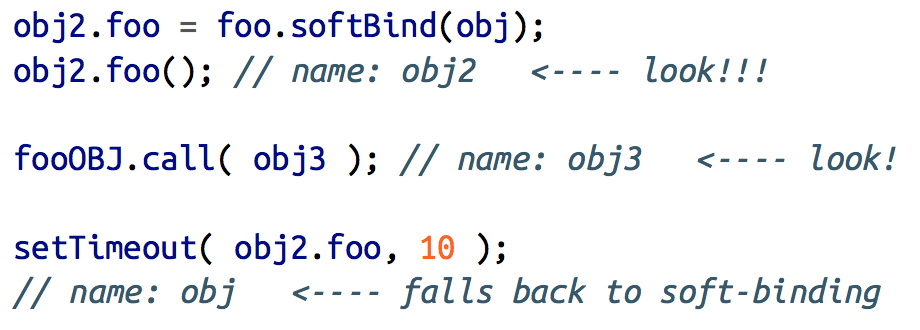 obj2.foo = foo.softBind(obj);
obj2.foo(); // name: obj2   <---- look!!!
fooOBJ.call( obj3 ); // name: obj3   <---- look!
setTimeout( obj2.foo, 10 );
// name: obj   <---- falls back to soft-binding